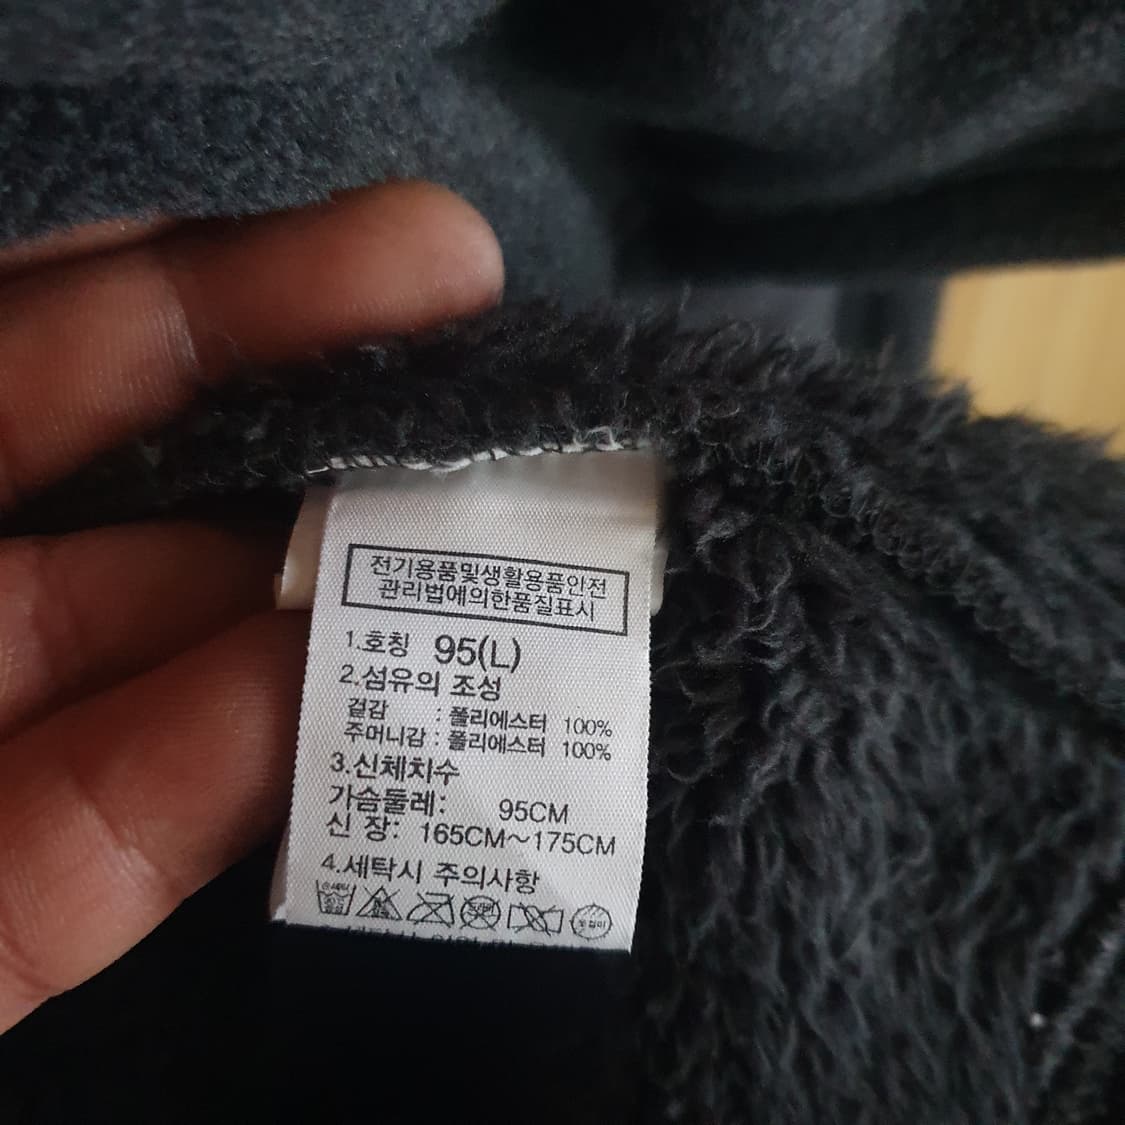 전기용품및생활용품안전
관리법에의한품질표시
1.호칭 95(L)
2.섬유의 조성
겉감 : 폴리에스터 100%
주머니감 : 폴리에스터 100%
3.신체치수
가슴둘레: 95CM
신 장: 165CM~175CM
4.세탁시 주의사항